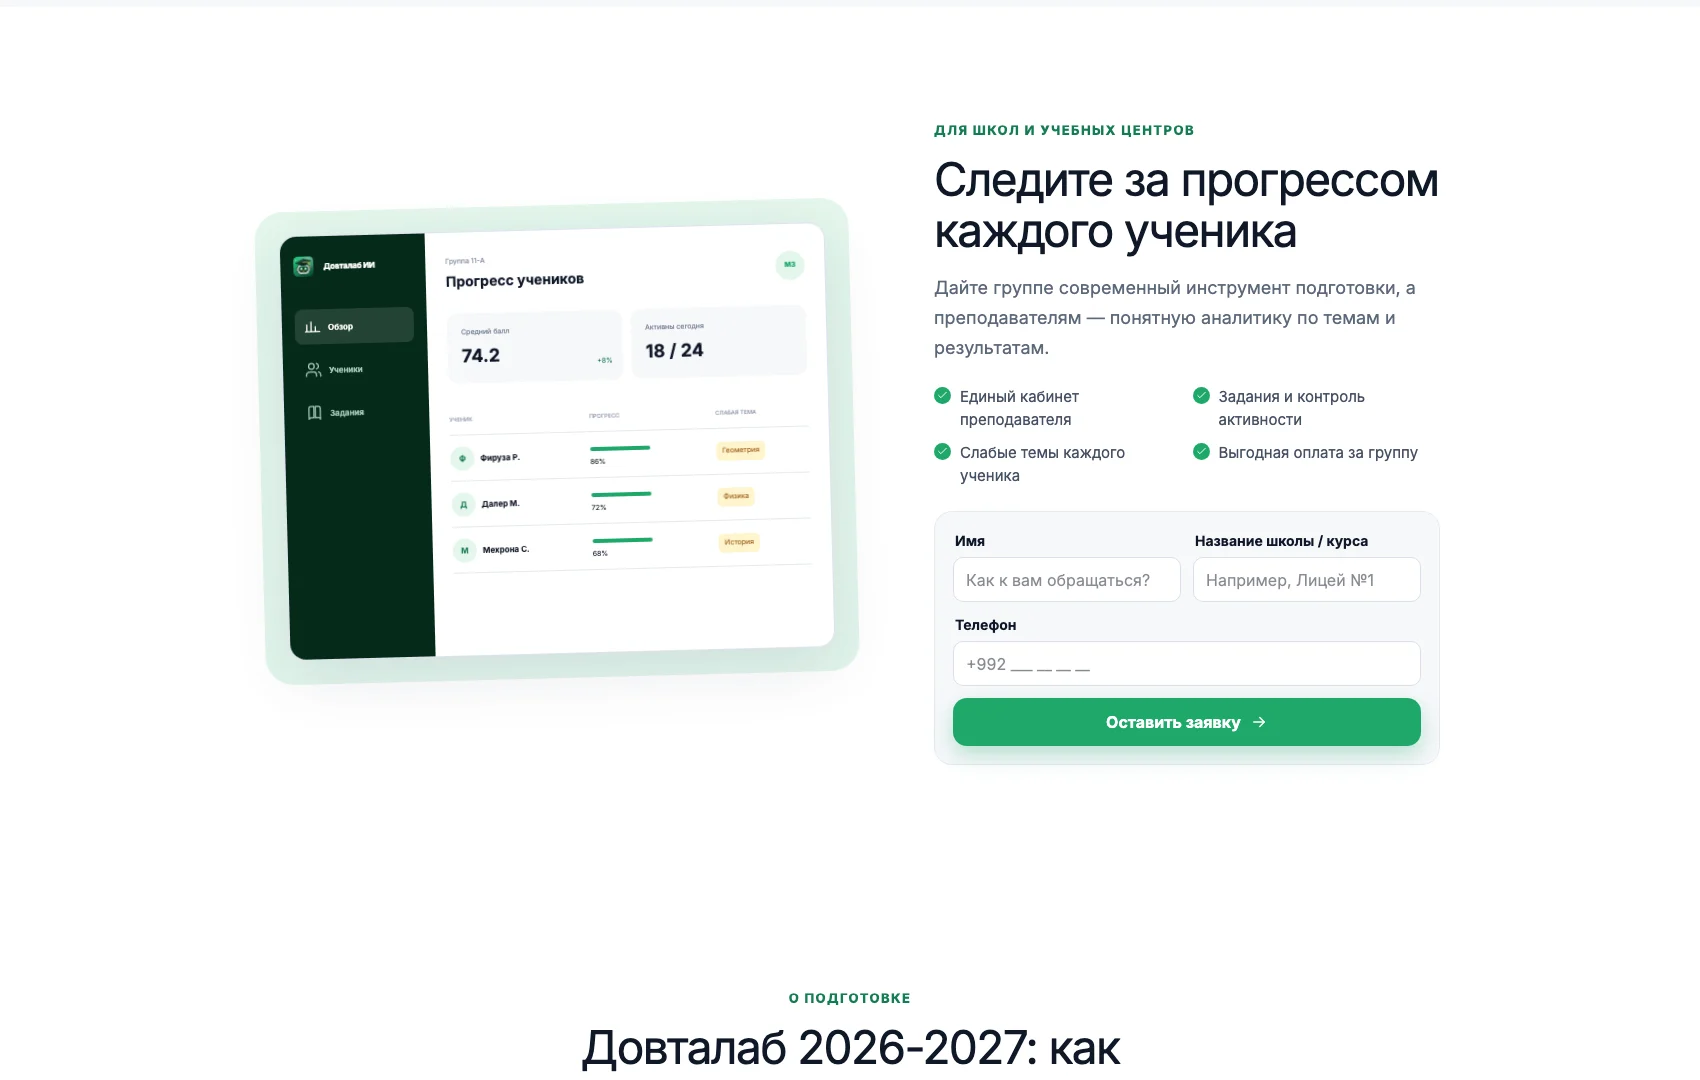 Довталаб ИИ
Обзор
Ученики
Задания
Группа 11-А
Прогресс учеников
МЗ
Средний балл
74.2
+8%
Активны сегодня
18 / 24
УЧЕНИК
ПРОГРЕСС
СЛАБАЯ ТЕМА
Ф
Фируза Р.
86%
Геометрия
Д
Далер М.
72%
Физика
М
Мехрона С.
68%
История
ДЛЯ ШКОЛ И УЧЕБНЫХ ЦЕНТРОВ
Следите за прогрессом
каждого ученика
Дайте группе современный инструмент подготовки, а
преподавателям — понятную аналитику по темам и
результатам.
Единый кабинет
преподавателя
Задания и контроль
активности
Слабые темы каждого
ученика
Выгодная оплата за группу
Имя
Как к вам обращаться?
Название школы / курса
Например, Лицей №1
Телефон
+992 ___ __ __ __
Оставить заявку →
О ПОДГОТОВКЕ
Довталаб 2026-2027: как